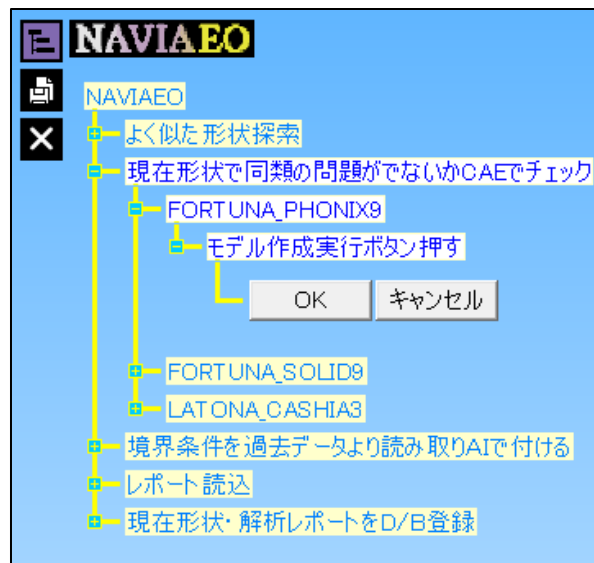 NAVIAEO
NAVIAEO
よく似た形状探索
現在形状で同類の問題がでないかCAEでチェック
FORTUNA_PHONIX9
モデル作成実行ボタン押す
OK キャンセル
FORTUNA_SOLID9
LATONA_CASHIA3
境界条件を過去データより読み取りAIで付ける
レポート読込
現在形状・解析レポートをD/B登録